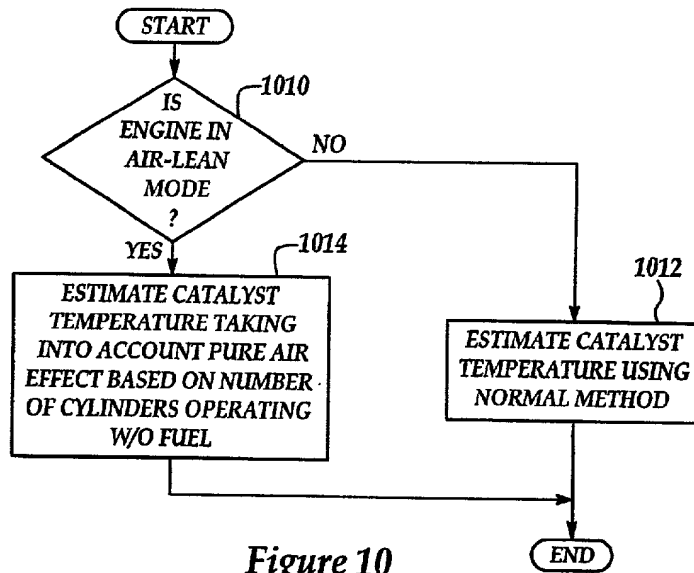 START
1010
IS
ENGINE IN
AIR-LEAN
MODE
?
NO
YES
1014
ESTIMATE CATALYST
TEMPERATURE TAKING
INTO ACCOUNT PURE AIR
EFFECT BASED ON NUMBER
OF CYLINDERS OPERATING
W/O FUEL
1012
ESTIMATE CATALYST
TEMPERATURE USING
NORMAL METHOD
END
Figure 10